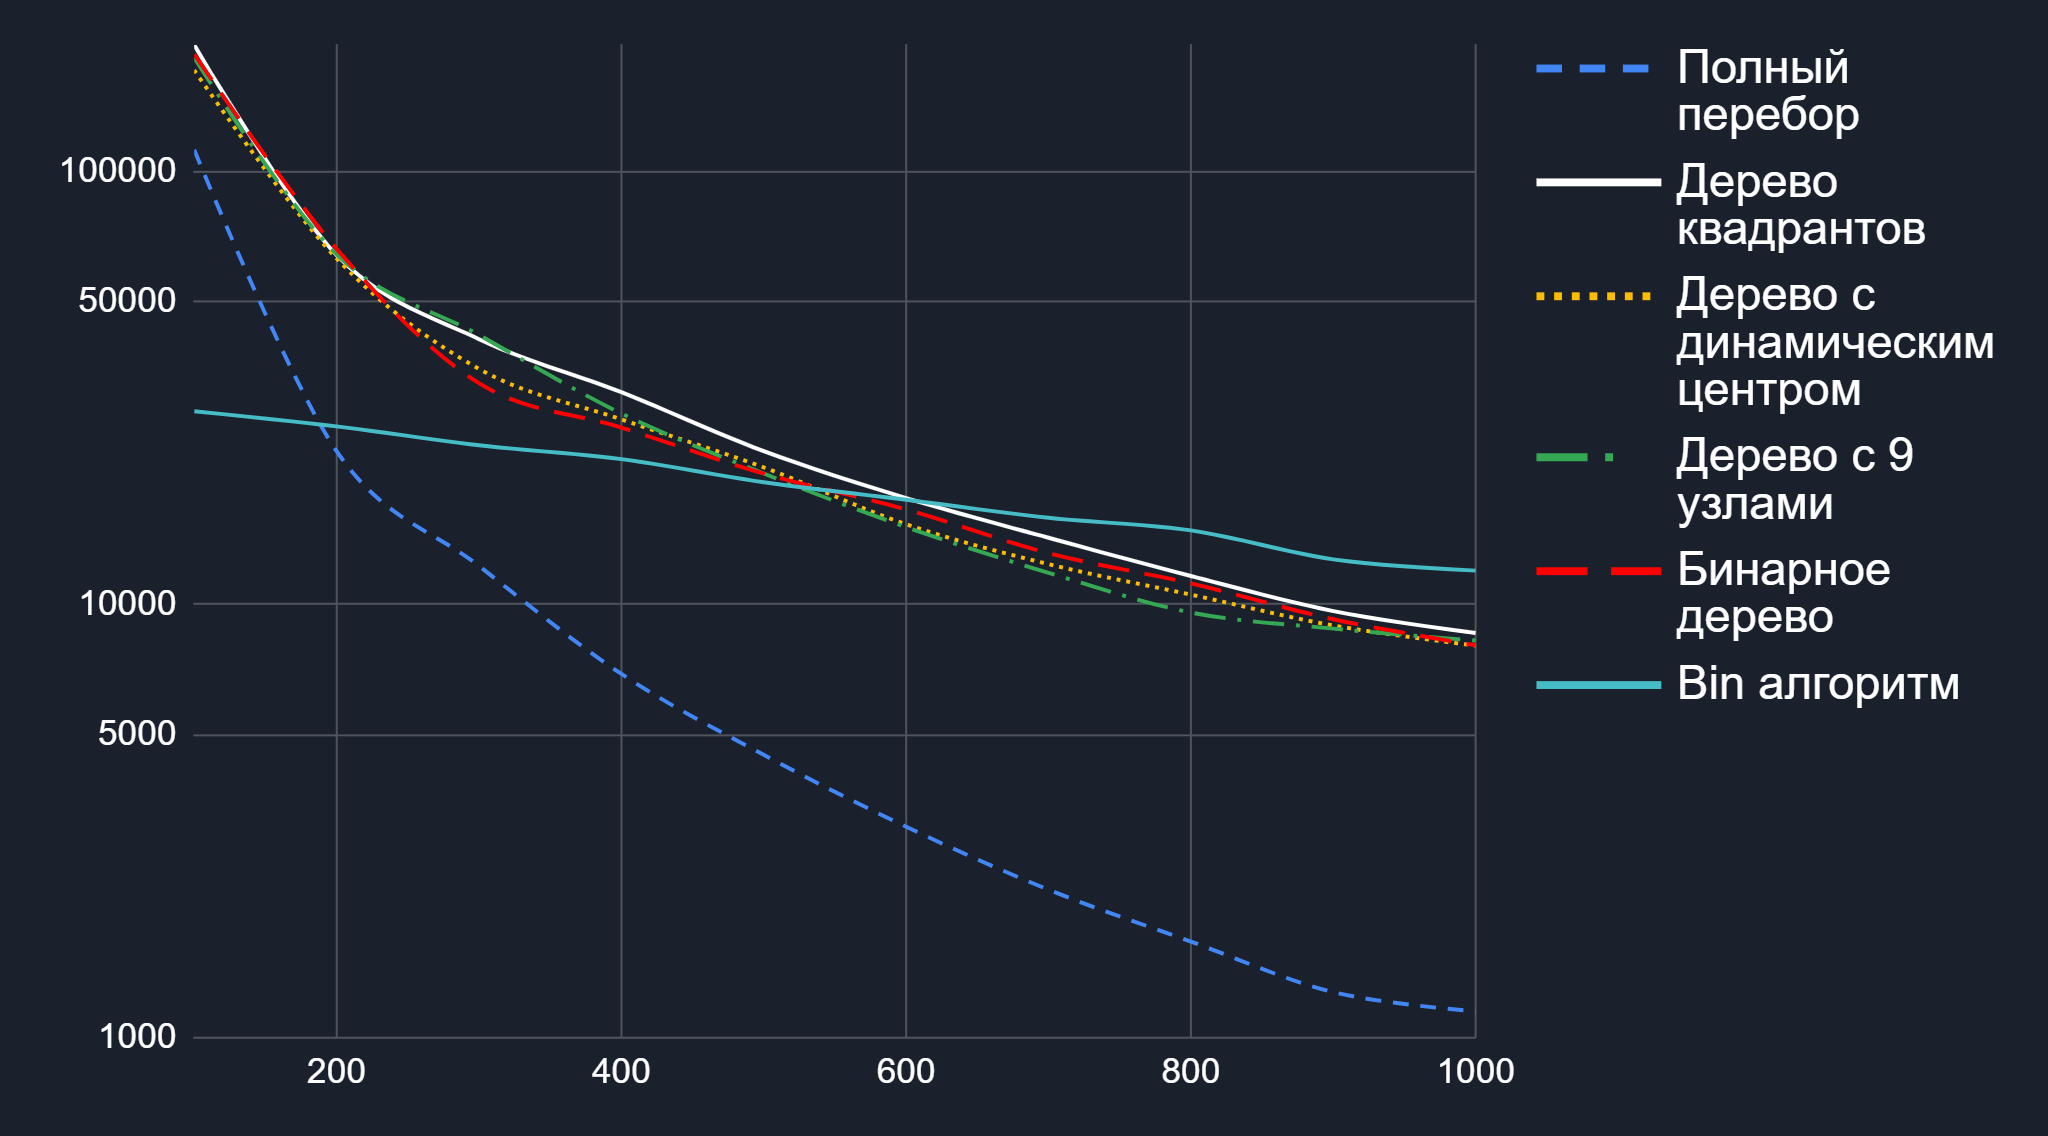 100000
50000
10000
5000
1000
200
400
600
800
1000
Полный
перебор
Дерево
квадрантов
Дерево с
динамическим
центром
Дерево с 9
узлами
Бинарное
дерево
Bin алгоритм